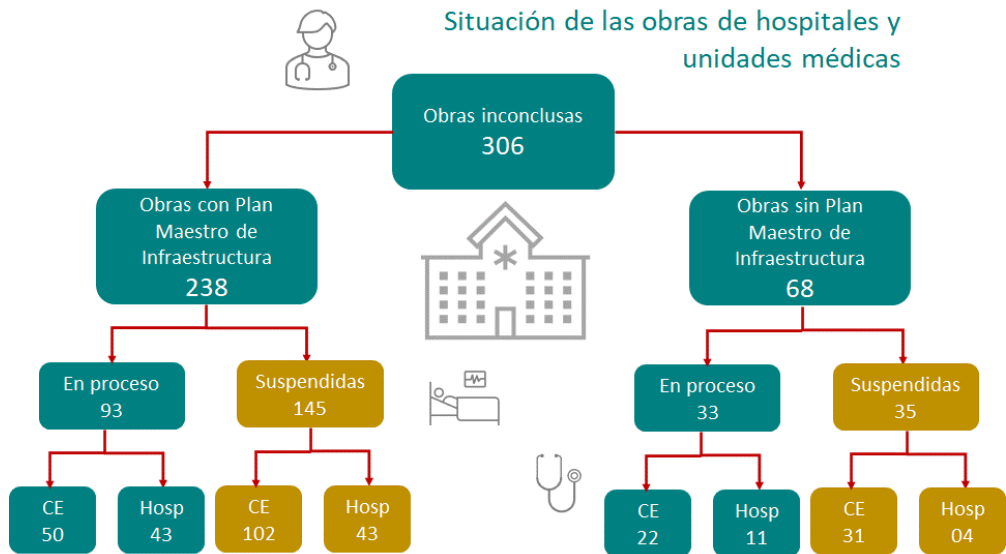 Situación de las obras de hospitales y
unidades médicas
Obras inconclusas
306
Obras con Plan
Maestro de
Infraestructura
238
Obras sin Plan
Maestro de
Infraestructura
68
En proceso
93
Suspendidas
145
En proceso
33
Suspendidas
35
CE
50
Hosp
43
CE
102
Hosp
43
CE
22
Hosp
11
CE
31
Hosp
04